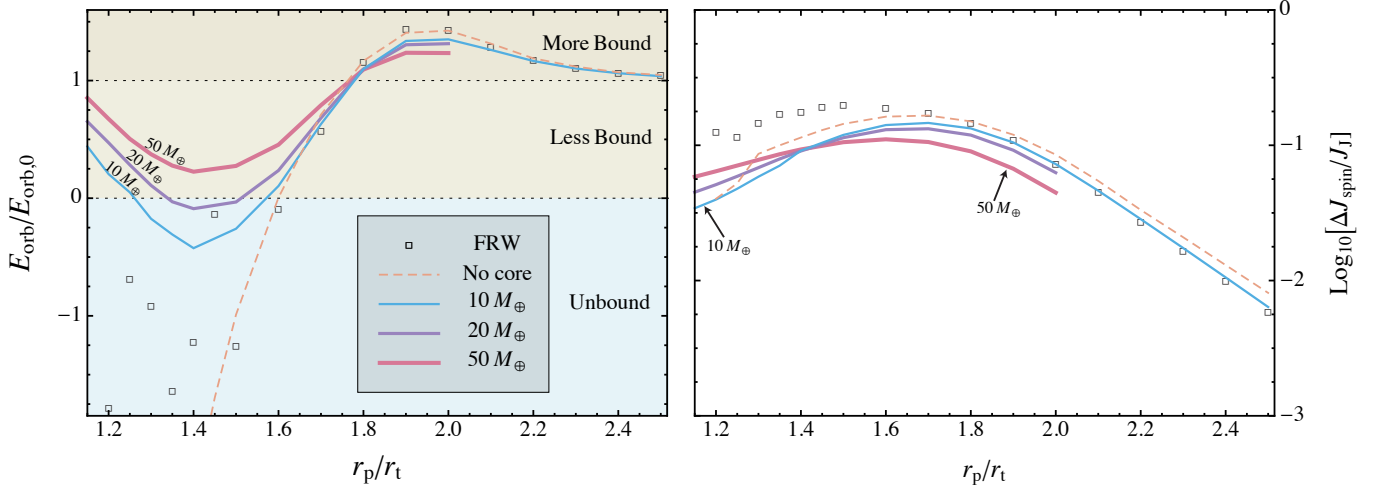 E_orb/E_orb,0
1
0
−1
More Bound
Less Bound
Unbound
50 M⊕
20 M⊕
10 M⊕
FRW
No core
10 M⊕
20 M⊕
50 M⊕
1.2 1.4 1.6 1.8 2.0 2.2 2.4
r_p/r_t
10 M⊕
50 M⊕
0
−1
−2
−3
Log₁₀[ΔJ_spin/J_J]
1.2 1.4 1.6 1.8 2.0 2.2 2.4
r_p/r_t